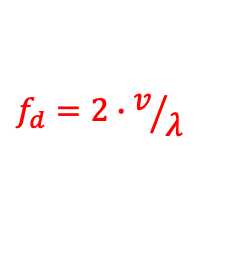 f_d = 2 · v/λ